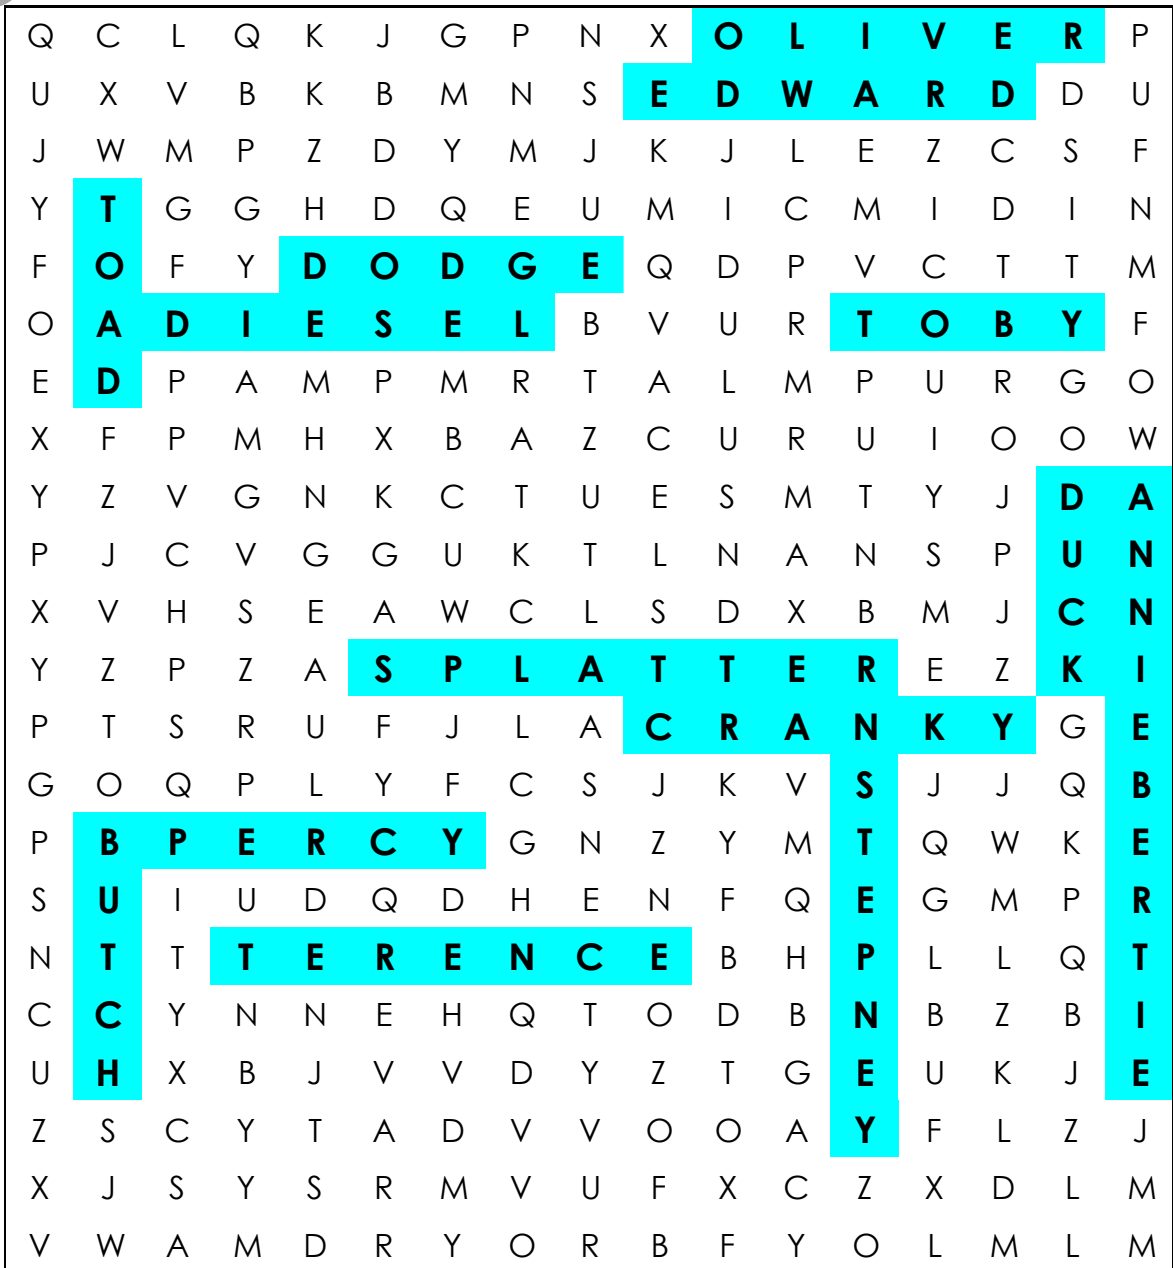 Q C L Q K J G P N X O L I V E R P
U X V B K B M N S E D W A R D D U
J W M P Z D Y M J K J L E Z C S F
Y T G G H D Q E U M I C M I D I N
F O F Y D O D G E Q D P V C T T M
O A D I E S E L B V U R T O B Y F
E D P A M P M R T A L M P U R G O
X F P M H X B A Z C U R U I O O W
Y Z V G N K C T U E S M T Y J D A
P J C V G G U K T L N A N S P U N
X V H S E A W C L S D X B M J C N
Y Z P Z A S P L A T T E R E Z K I
P T S R U F J L A C R A N K Y G E
G O Q P L Y F C S J K V S J J Q B
P B P E R C Y G N Z Y M T Q W K E
S U I U D Q D H E N F Q E G M P R
N T T T E R E N C E B H P L L Q T
C C Y N N E H Q T O D B N B Z B I
U H X B J V V D Y Z T G E U K J E
Z S C Y T A D V V O O A Y F L Z J
X J S Y S R M V U F X C Z X D L M
V W A M D R Y O R B F Y O L M L M